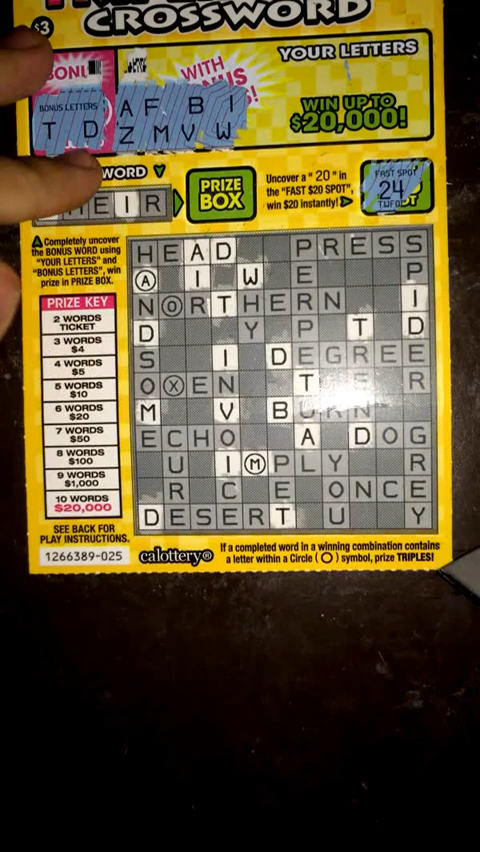 $3
CROSSWORD
BONU
WITH
YOUR LETTERS
BONUS LETTERS
T D
A F B I
Z M V W
WIN UP TO
$20,000!
WORD
HEIR
PRIZE
BOX
Uncover a "20" in
the "FAST $20 SPOT",
win $20 instantly!
FAST SPOT
24
TWFOR
Completely uncover
the BONUS WORD using
"YOUR LETTERS" and
"BONUS LETTERS", win
prize in PRIZE BOX.
PRIZE KEY
2 WORDS
TICKET
3 WORDS
$4
4 WORDS
$5
5 WORDS
$10
6 WORDS
$20
7 WORDS
$50
8 WORDS
$100
9 WORDS
$1,000
10 WORDS
$20,000
SEE BACK FOR
PLAY INSTRUCTIONS.
1266389-025
HEAD PRESS
A I W E P
NORTHERN I
D Y P T D
S I DEGREE
OXEN T E R
M V BURN
ECHO A DOG
U IMPLY R
R C E ONCE
DESERT U Y
calottery®
If a completed word in a winning combination contains
a letter within a Circle (O) symbol, prize TRIPLES!